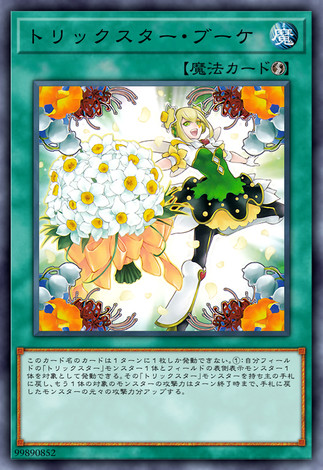 トリックスター・ブーケ
魔
【魔法カード】
このカード名のカードは1ターンに1枚しか発動できない。①:自分フィール
ドの「トリックスター」モンスター1体とフィールドの表側表示モンスター1
体を対象として発動できる。その「トリックスター」モンスターを持ち主の手札
に戻し、もう1体の対象のモンスターの攻撃力はターン終了時まで、手札に戻
したモンスターの元々の攻撃力分アップする。
99890852